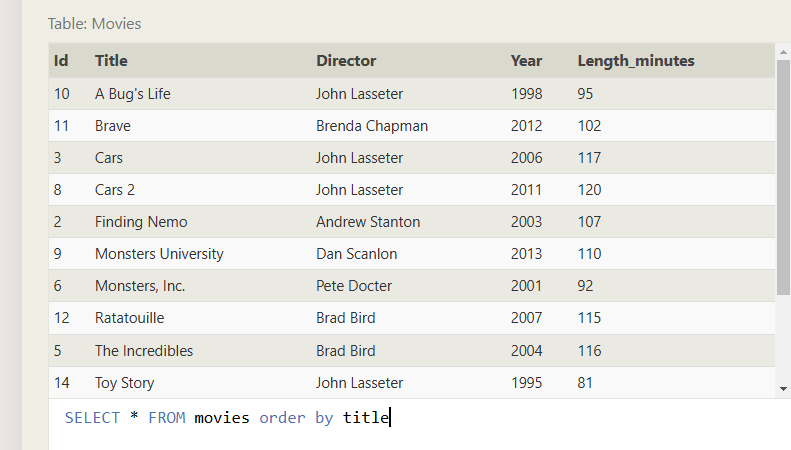 Table: Movies
Id Title Director Year Length_minutes
10 A Bug's Life John Lasseter 1998 95
11 Brave Brenda Chapman 2012 102
3 Cars John Lasseter 2006 117
8 Cars 2 John Lasseter 2011 120
2 Finding Nemo Andrew Stanton 2003 107
9 Monsters University Dan Scanlon 2013 110
6 Monsters, Inc. Pete Docter 2001 92
12 Ratatouille Brad Bird 2007 115
5 The Incredibles Brad Bird 2004 116
14 Toy Story John Lasseter 1995 81
SELECT * FROM movies order by title